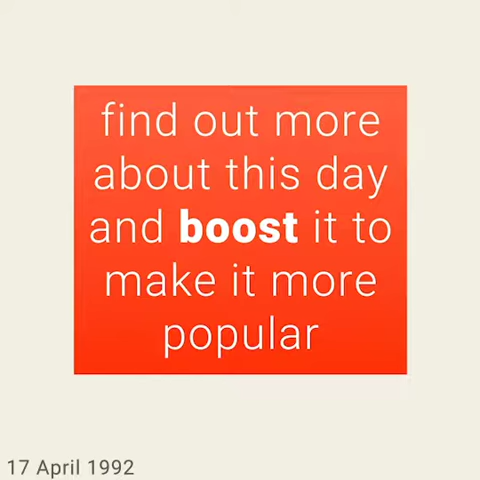 find out more
about this day
and boost it to
make it more
popular
17 April 1992